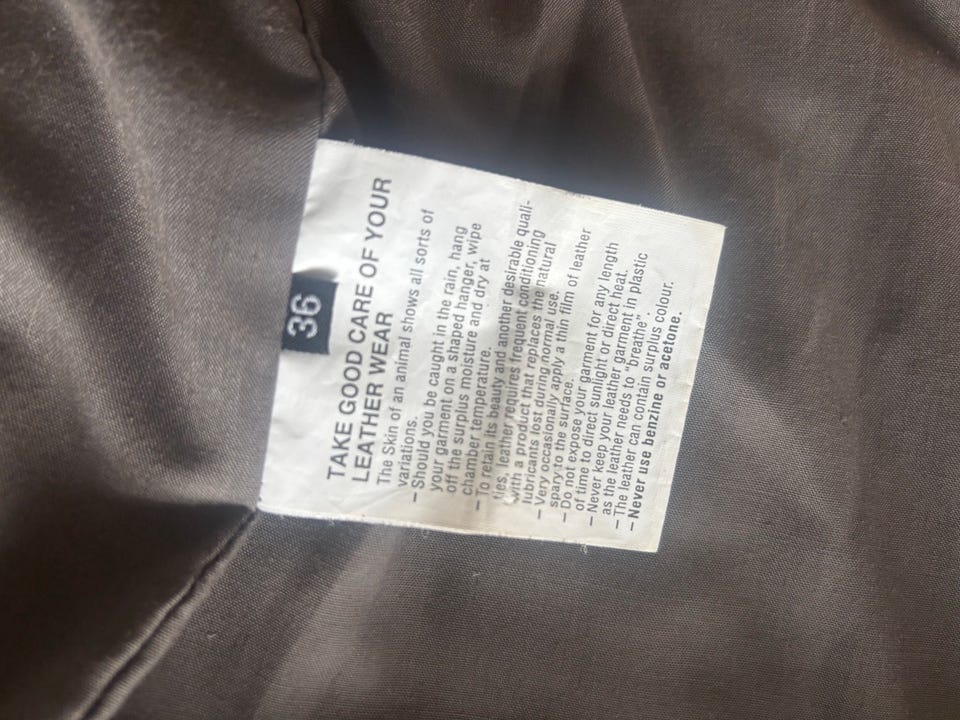 36
TAKE GOOD CARE OF YOUR
LEATHER WEAR
The Skin of an animal shows all sorts of
variations.
– Should you be caught in the rain, hang
your garment on a shaped hanger, wipe
off the surplus moisture and dry at
chamber temperature.
– To retain its beauty and another desirable quali-
ties, leather requires frequent conditioning
with a product that replaces the natural
lubricants lost during normal use.
– Very occasionally apply a thin film of leather
spary to the surface.
– Do not expose your garment for any length
of time to direct sunlight or direct heat.
– Never keep your leather garment in plastic
as the leather needs to "breathe".
– The leather can contain surplus colour.
– Never use benzine or acetone.